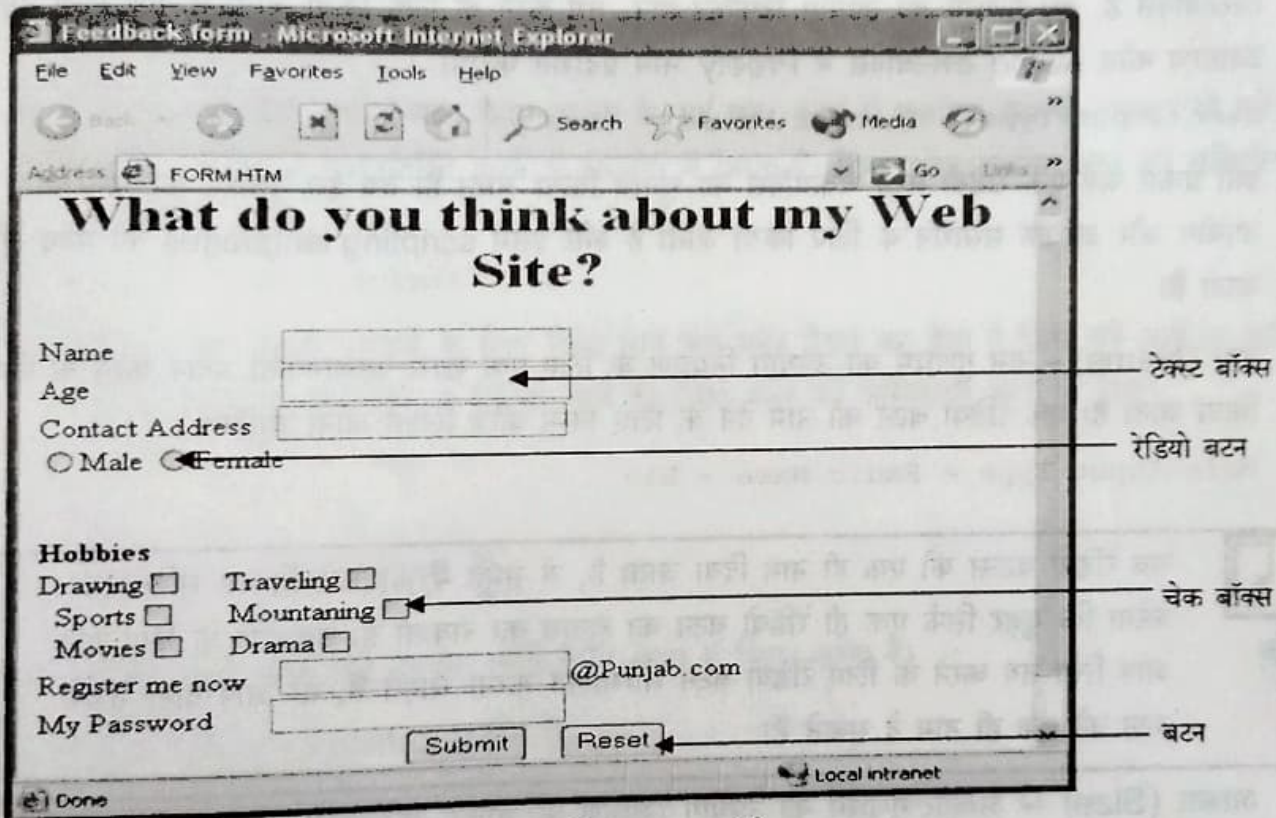 Feedback form - Microsoft Internet Explorer
File Edit View Favorites Tools Help
Back Search Favorites Media »
Address FORM HTM Go Links »
What do you think about my Web
Site?
Name
Age
टेक्स्ट बॉक्स
Contact Address
Male Female
रेडियो बटन
Hobbies
Drawing Traveling
Sports Mountaning
चेक बॉक्स
Movies Drama
Register me now @Punjab.com
My Password
Submit Reset
बटन
Done Local intranet